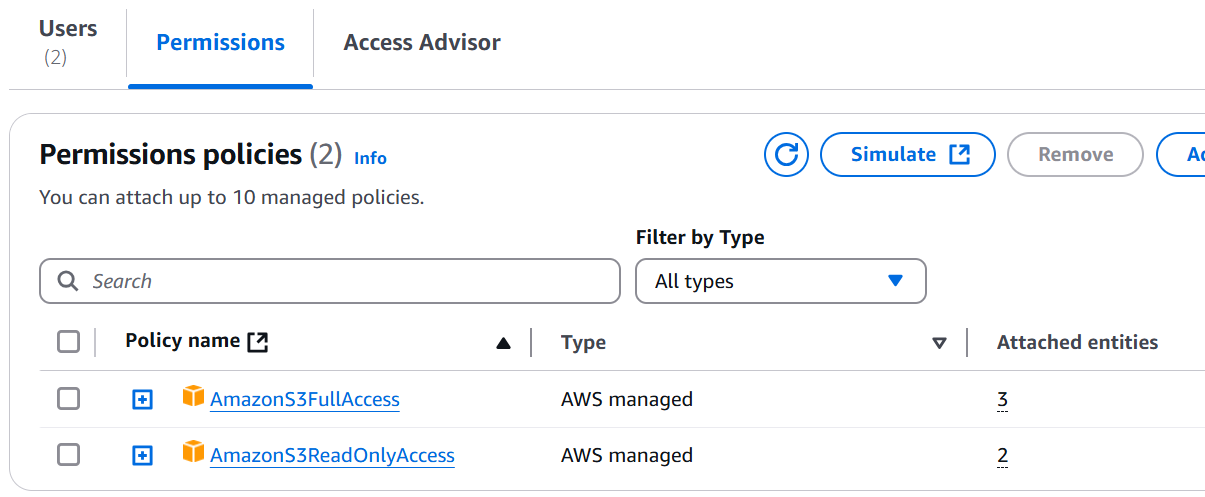 Users
(2)
Permissions
Access Advisor
Permissions policies (2) Info
Simulate
Remove
You can attach up to 10 managed policies.
Filter by Type
Search
All types
Policy name
Type
Attached entities
AmazonS3FullAccess
AWS managed
3
AmazonS3ReadOnlyAccess
AWS managed
2